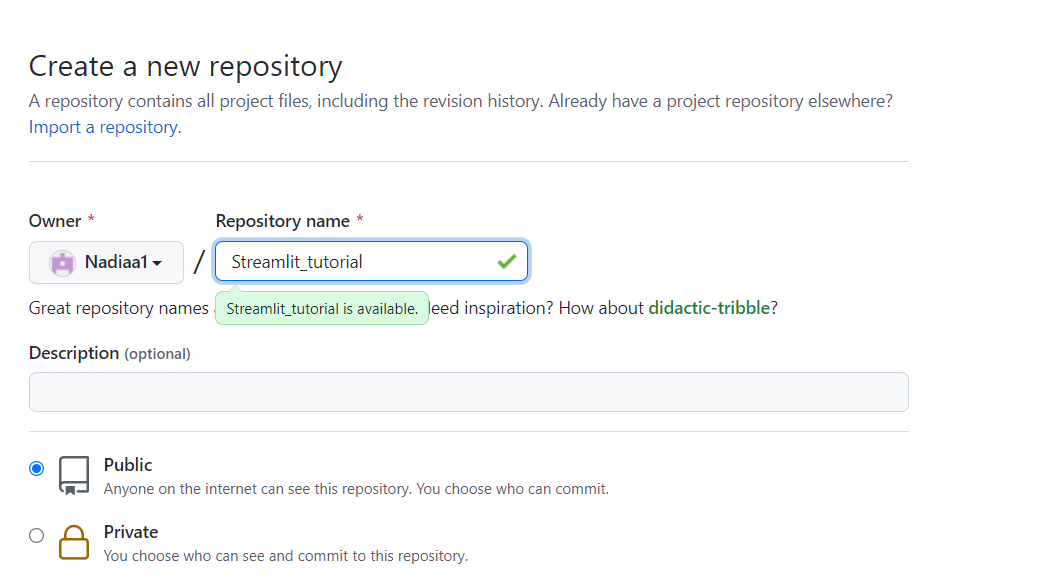 Create a new repository
A repository contains all project files, including the revision history. Already have a project repository elsewhere?
Import a repository.
Owner * Repository name *
Nadiaa1 / Streamlit_tutorial
Great repository names Streamlit_tutorial is available. eed inspiration? How about didactic-tribble?
Description (optional)
Public
Anyone on the internet can see this repository. You choose who can commit.
Private
You choose who can see and commit to this repository.